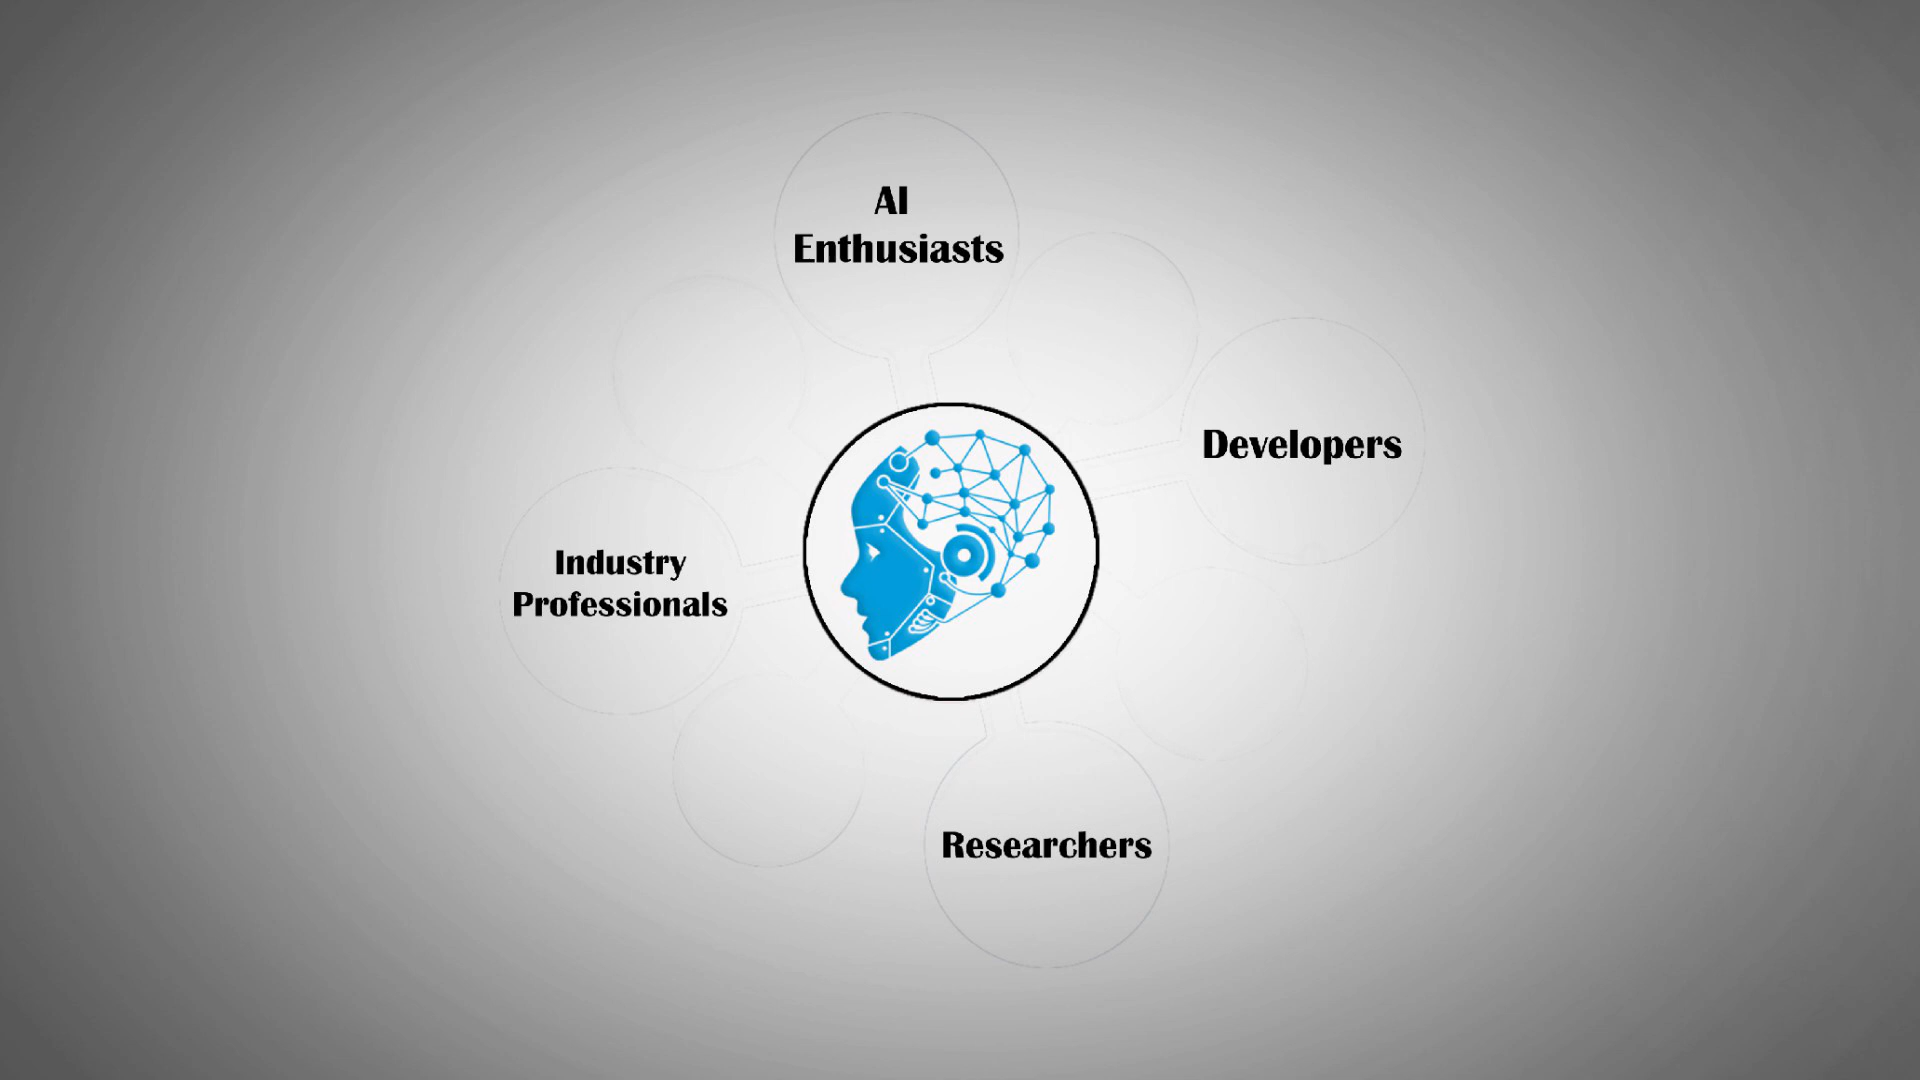 AI
Enthusiasts
Developers
Industry
Professionals
Researchers